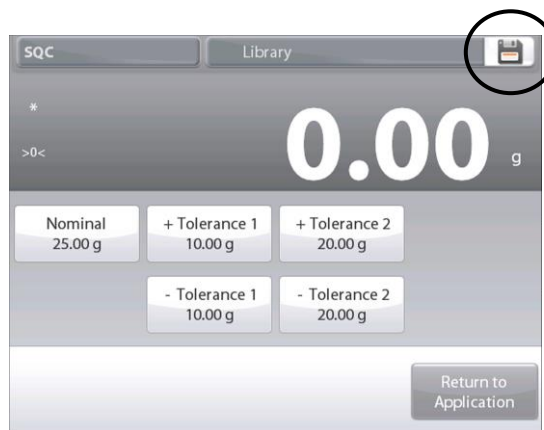 SQC
Library
*
>0<
0.00 g
Nominal
25.00 g
+ Tolerance 1
10.00 g
+ Tolerance 2
20.00 g
- Tolerance 1
10.00 g
- Tolerance 2
20.00 g
Return to
Application